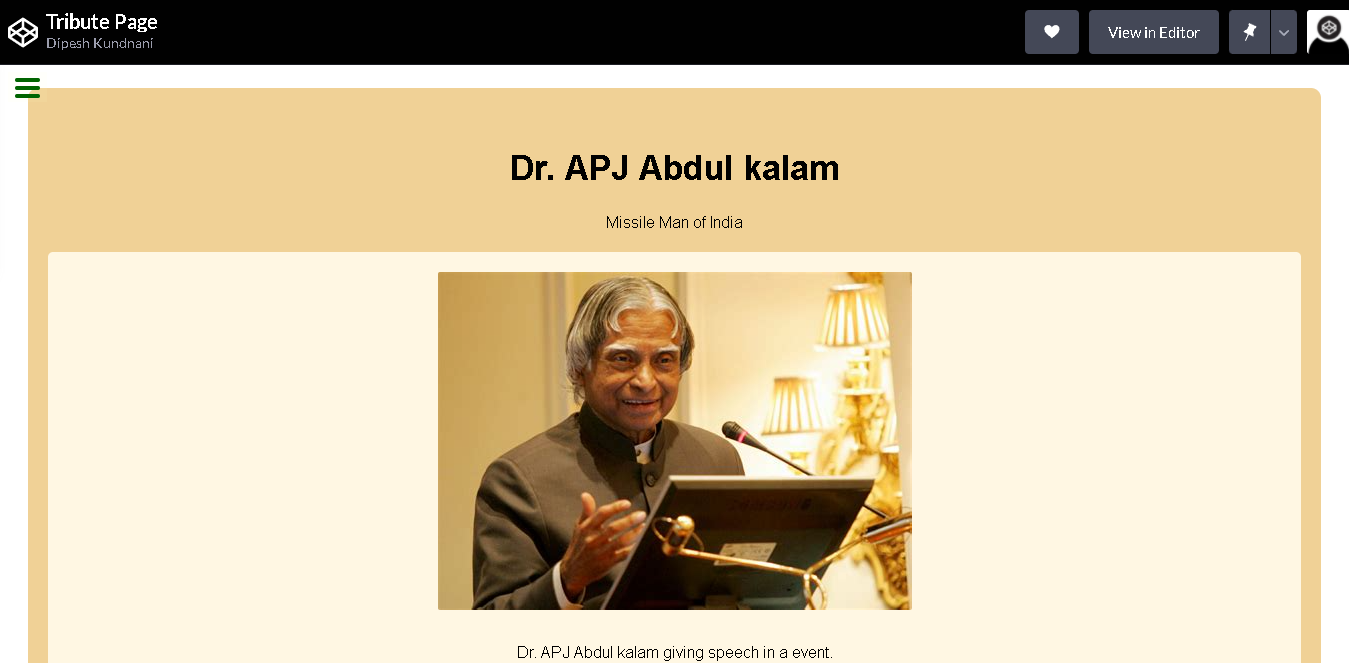 Tribute Page
Dipesh Kundnani
View in Editor
Dr. APJ Abdul kalam
Missile Man of India
Dr. APJ Abdul kalam giving speech in a event.